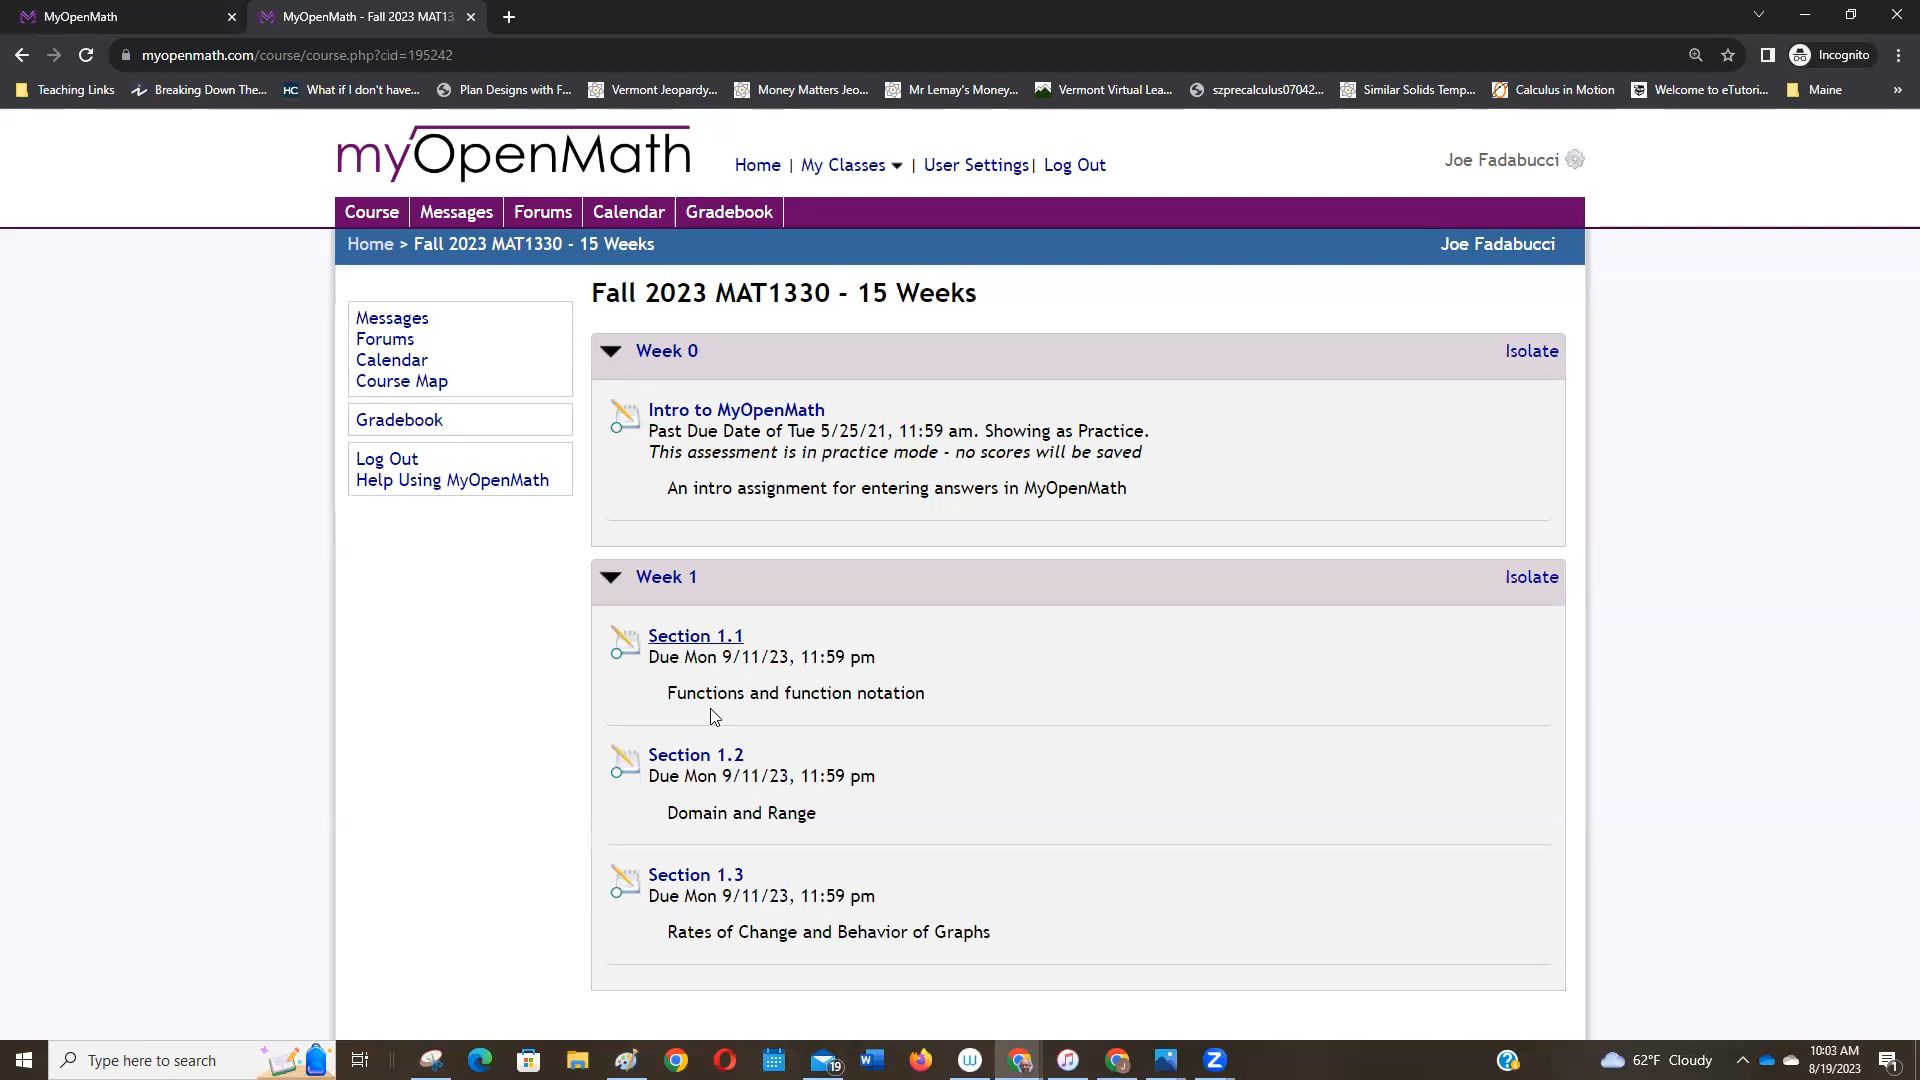 MyOpenMath
MyOpenMath - Fall 2023 MAT13
myopenmath.com/course/course.php?cid=195242
Incognito
Teaching Links
Breaking Down The...
HC What if I don't have...
Plan Designs with F...
Vermont Jeopardy...
Money Matters Jeo...
Mr Lemay's Money...
Vermont Virtual Lea...
szprecalculus07042...
Similar Solids Temp...
Calculus in Motion
Welcome to eTutori...
Maine
»
myOpenMath
Home | My Classes | User Settings | Log Out
Joe Fadabucci
Course Messages Forums Calendar Gradebook
Home > Fall 2023 MAT1330 - 15 Weeks
Joe Fadabucci
Messages
Forums
Calendar
Course Map
Gradebook
Log Out
Help Using MyOpenMath
Fall 2023 MAT1330 - 15 Weeks
Week 0 Isolate
Intro to MyOpenMath
Past Due Date of Tue 5/25/21, 11:59 am. Showing as Practice.
This assessment is in practice mode - no scores will be saved
An intro assignment for entering answers in MyOpenMath
Week 1 Isolate
Section 1.1
Due Mon 9/11/23, 11:59 pm
Functions and function notation
Section 1.2
Due Mon 9/11/23, 11:59 pm
Domain and Range
Section 1.3
Due Mon 9/11/23, 11:59 pm
Rates of Change and Behavior of Graphs
Type here to search
19
62°F Cloudy
10:03 AM
8/19/2023
1